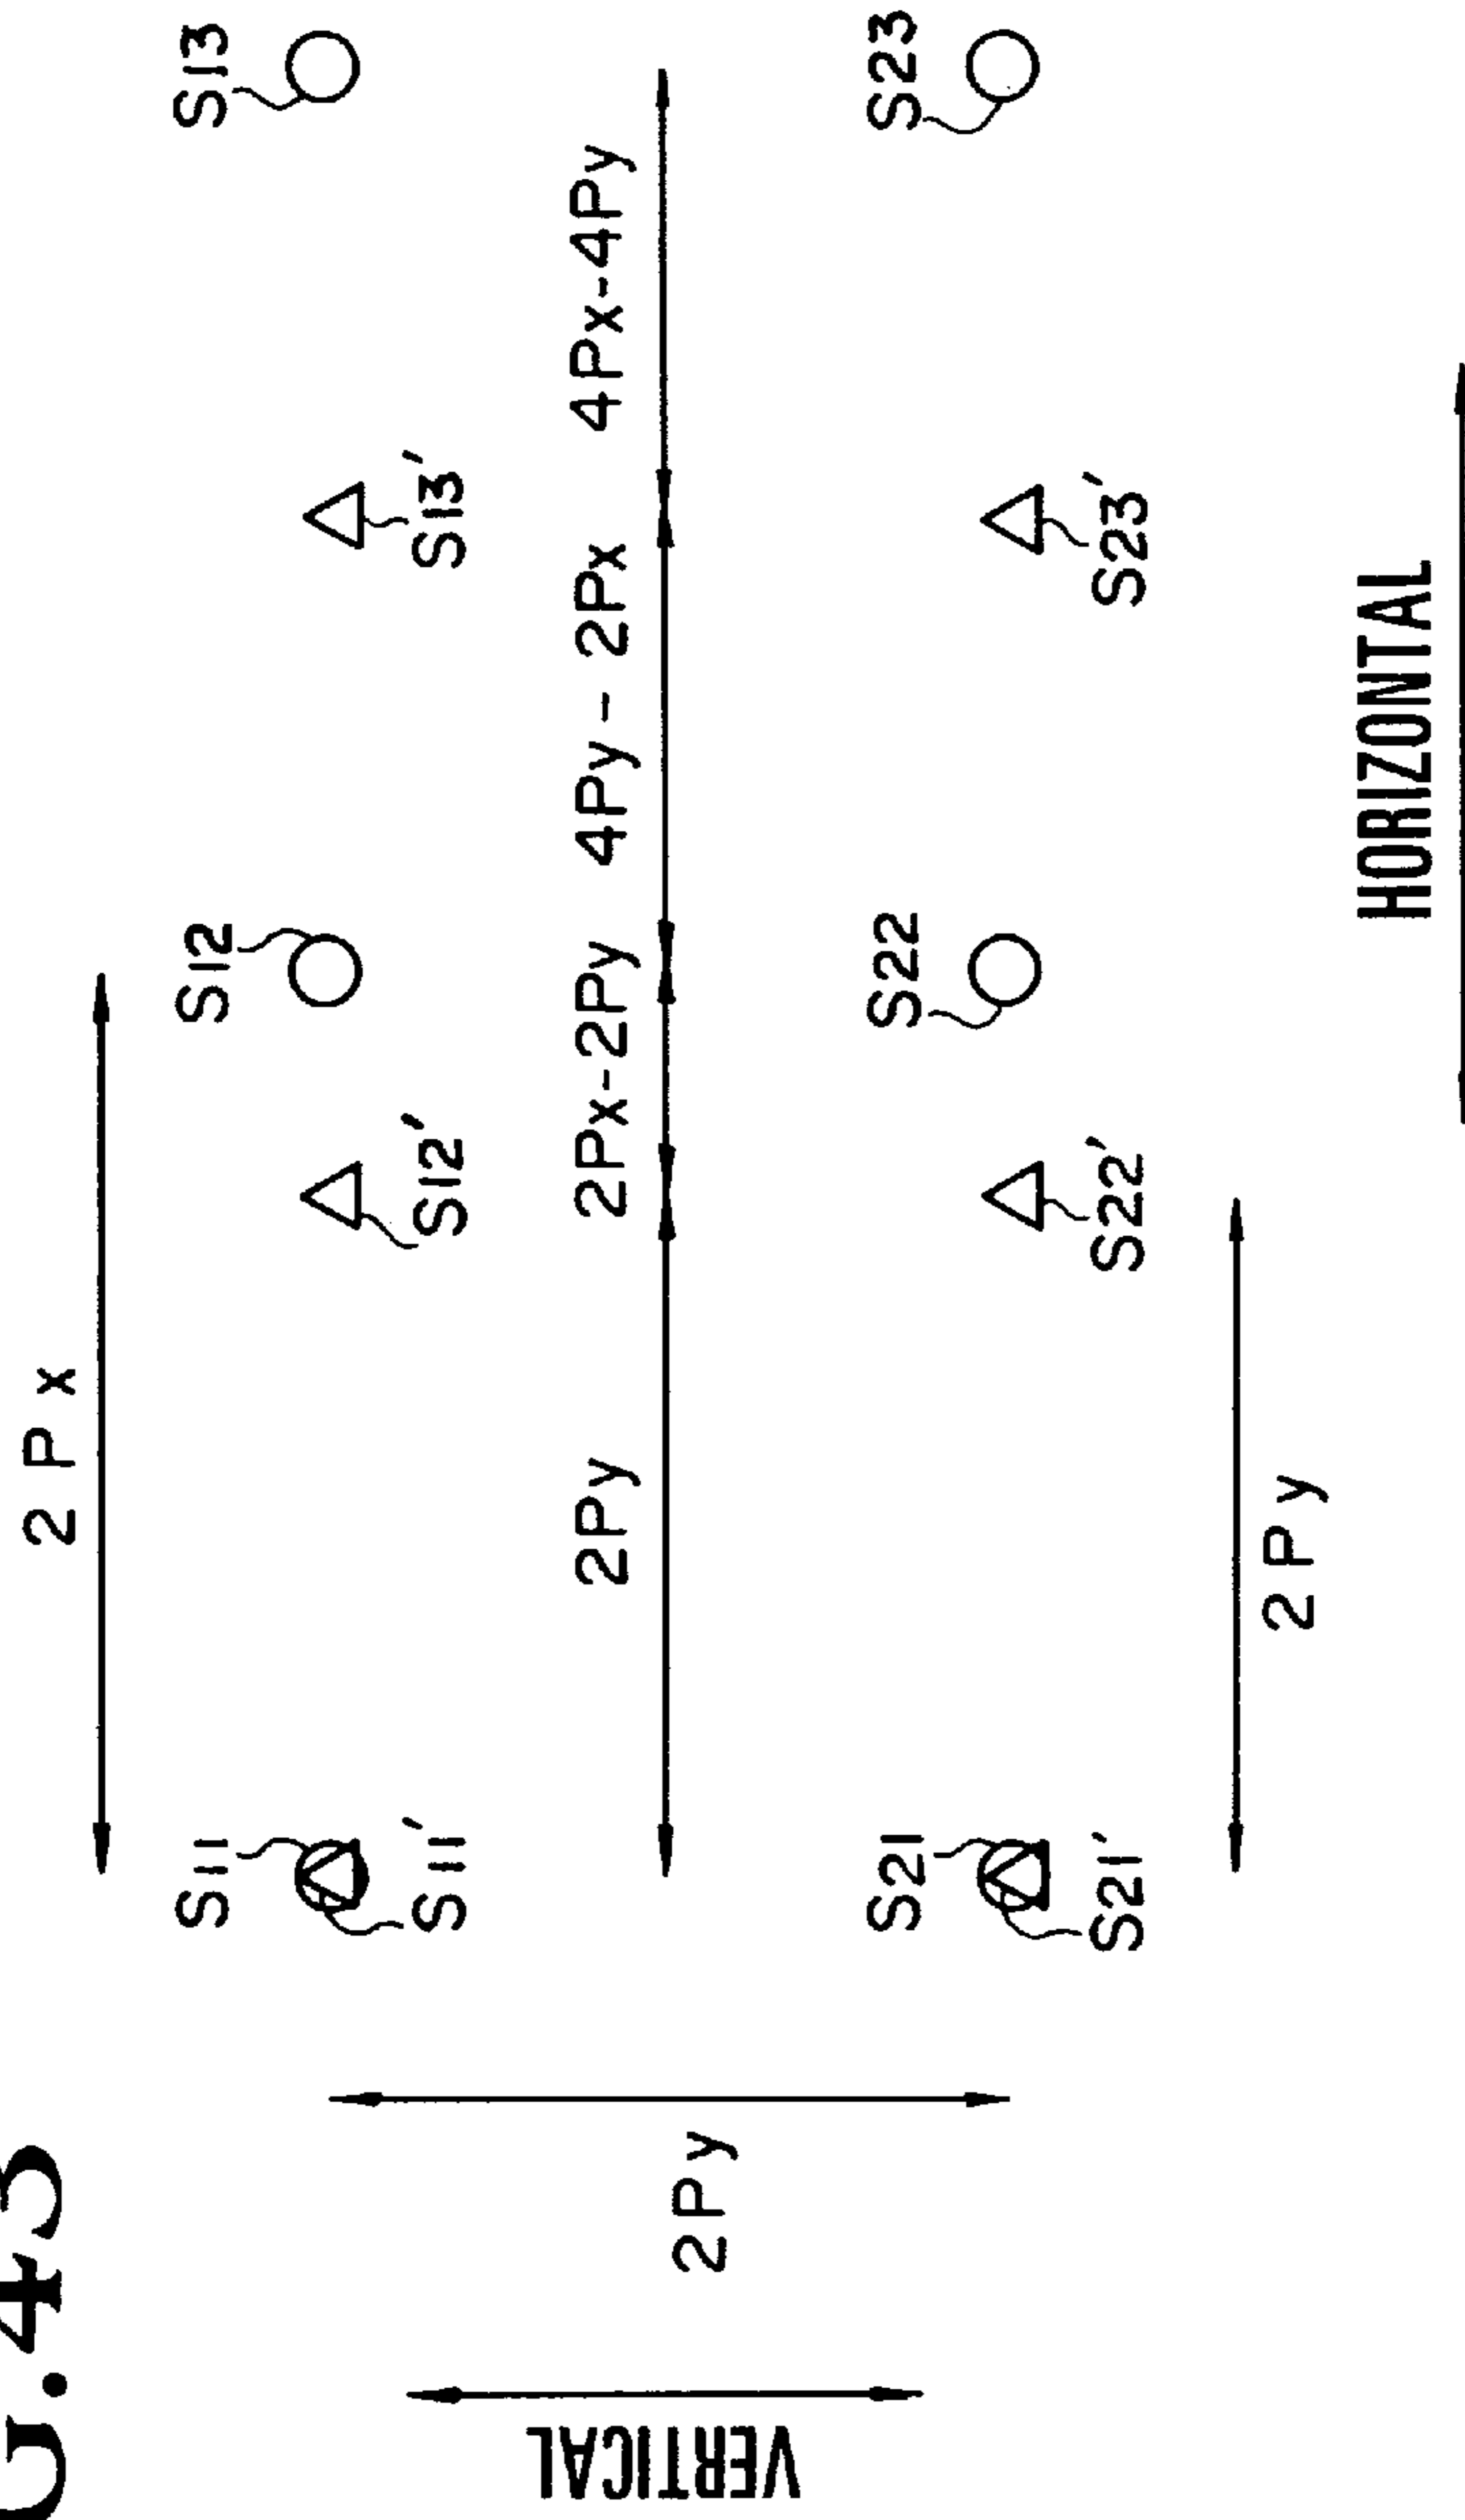 2Px
S11 S12 S13
S11' S12' S13'
2Py 2Px-2Py 4Py-2Px 4Px-4Py
VERTICAL
2Py
S21 S22 S23
S21' S22' S23'
2Py
HORIZONTAL